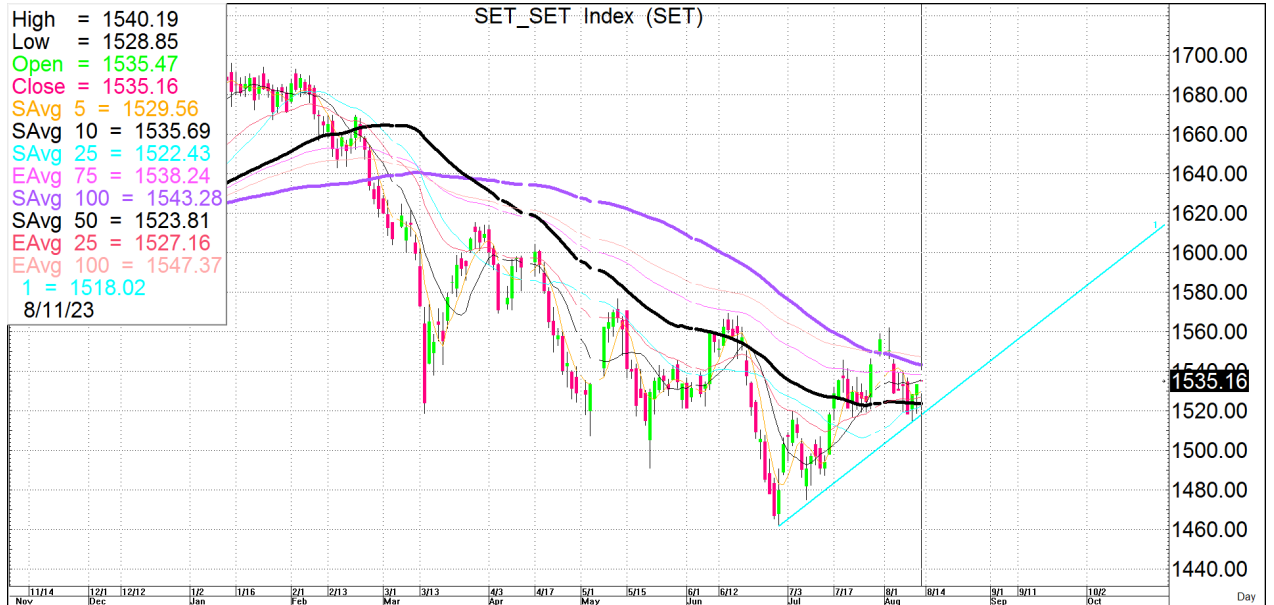 SET_SET Index (SET)
High = 1540.19
Low = 1528.85
Open = 1535.47
Close = 1535.16
SAvg 5 = 1529.56
SAvg 10 = 1535.69
SAvg 25 = 1522.43
EAvg 75 = 1538.24
SAvg 100 = 1543.28
SAvg 50 = 1523.81
EAvg 25 = 1527.16
EAvg 100 = 1547.37
1 = 1518.02
8/11/23
1
1700.00
1680.00
1660.00
1640.00
1620.00
1600.00
1580.00
1560.00
1535.16
1520.00
1500.00
1480.00
1460.00
1440.00
11/14 12/1 12/12 1/16 2/1 2/13 3/1 3/13 4/3 4/17 5/1 5/15 6/1 6/12 7/3 7/17 8/1 8/14 9/1 9/11 10/2
Nov Dec Jan Feb Mar Apr May Jun Jul Aug Sep Oct Day